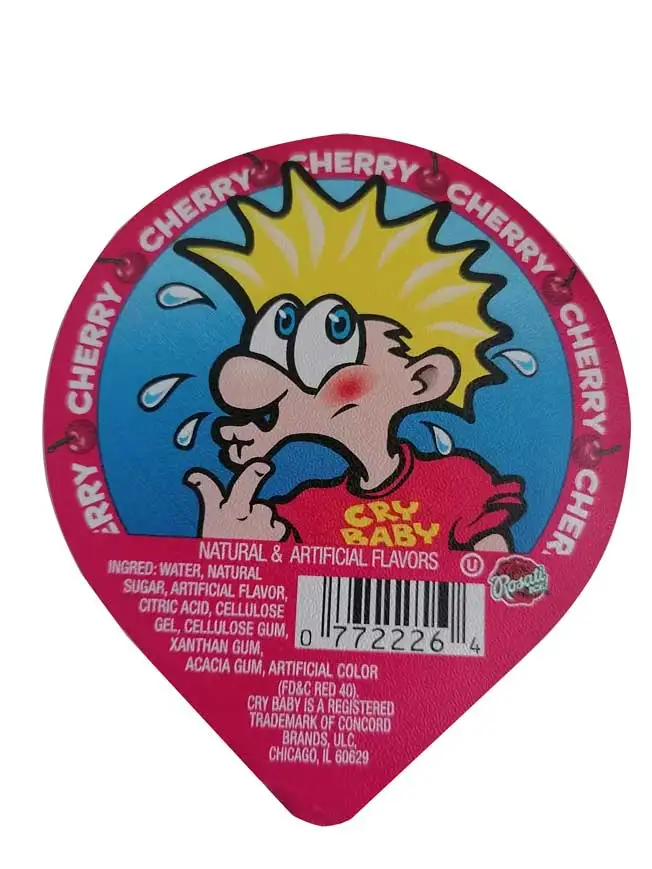 CHERRY
CHERRY
CHERRY
CHERRY
CHERRY
CRY
BABY
NATURAL & ARTIFICIAL FLAVORS U
Rosati
ICE
INGRED: WATER, NATURAL
SUGAR, ARTIFICIAL FLAVOR,
CITRIC ACID, CELLULOSE
GEL, CELLULOSE GUM,
XANTHAN GUM,
ACACIA GUM, ARTIFICIAL COLOR
(FD&C RED 40).
CRY BABY IS A REGISTERED
TRADEMARK OF CONCORD
BRANDS, ULC,
CHICAGO, IL 60629
0 772226 4
ERRY
CHER